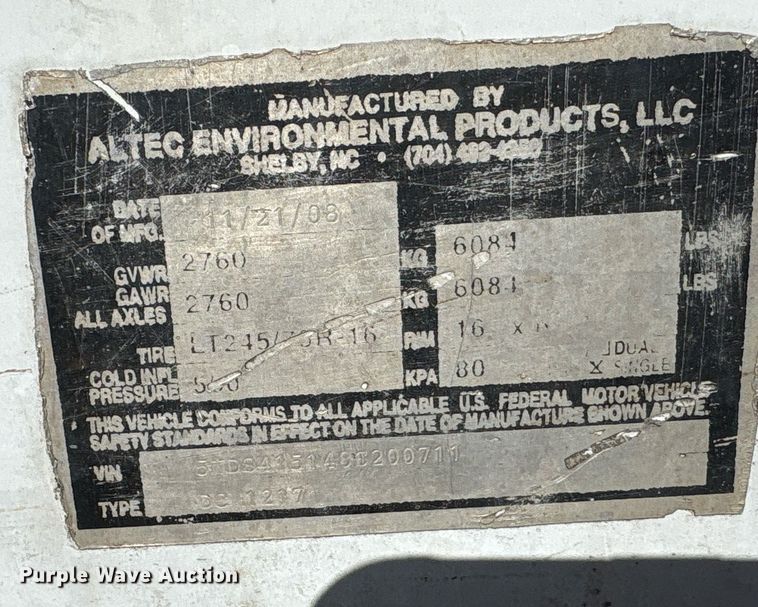 MANUFACTURED BY
ALTEC ENVIRONMENTAL PRODUCTS, LLC
SHELBY, NC • (704)
DATE OF MFG. 11/21/08
GVWR 2760 KG 6084 LBS
GAWR ALL AXLES 2760 KG 6084 LBS
TIRE RIM 16 X
COLD INFL PRESSURE KPA 80 DUAL X SINGLE
THIS VEHICLE CONFORMS TO ALL APPLICABLE U.S. FEDERAL MOTOR VEHICLE
SAFETY STANDARDS IN EFFECT ON THE DATE OF MANUFACTURE SHOWN ABOVE.
VIN
TYPE DC 1217
Purple Wave Auction